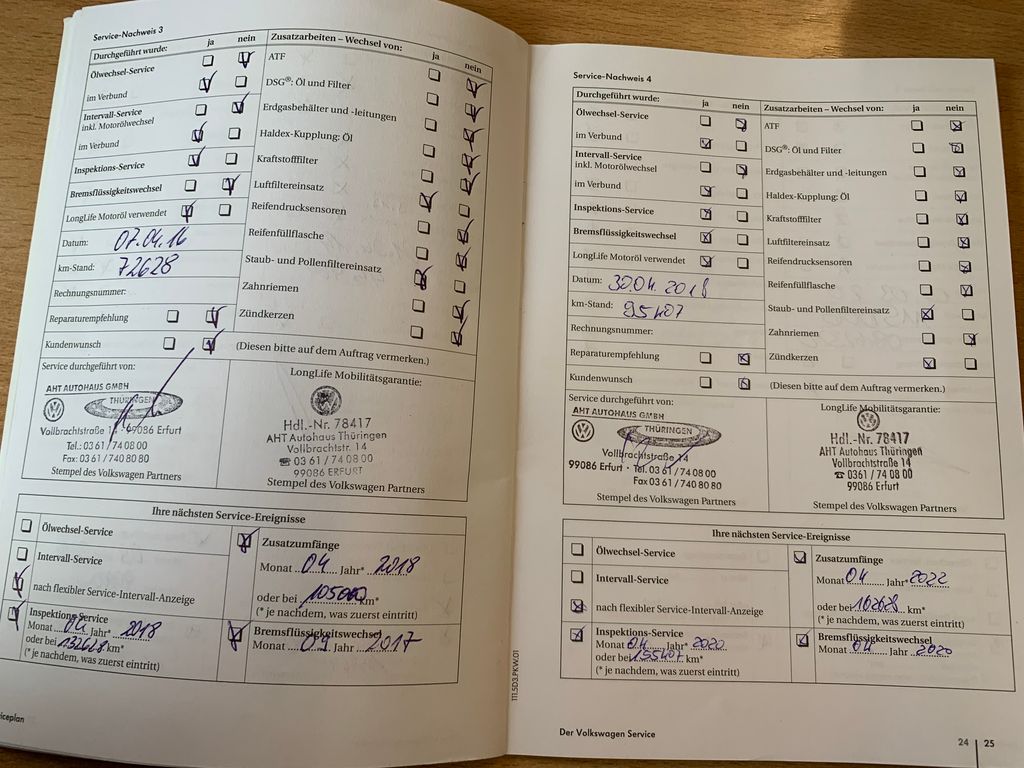 Service-Nachweis 3
Durchgeführt wurde: ja nein
Ölwechsel-Service
im Verbund
Intervall-Service
inkl. Motorölwechsel
im Verbund
Inspektions-Service
Bremsflüssigkeitswechsel
LongLife Motoröl verwendet
Datum: 07.04.16
km-Stand: 72628
Rechnungsnummer:
Reparaturempfehlung
Kundenwunsch
Zusatzarbeiten – Wechsel von: ja nein
ATF
DSG®: Öl und Filter
Erdgasbehälter und -leitungen
Haldex-Kupplung: Öl
Kraftstofffilter
Luftfiltereinsatz
Reifendrucksensoren
Reifenfüllflasche
Staub- und Pollenfiltereinsatz
Zahnriemen
Zündkerzen
(Diesen bitte auf dem Auftrag vermerken.)
Service durchgeführt von:
AHT AUTOHAUS GMBH
THÜRINGEN
Vollbrachtstraße 14 · 99086 Erfurt
Tel.: 03 61 / 74 08 00
Fax: 03 61 / 740 80 80
Stempel des Volkswagen Partners
LongLife Mobilitätsgarantie:
Hdl.-Nr. 78417
AHT Autohaus Thüringen
Vollbrachtstr. 14
☎ 03 61 / 74 08 00
99086 ERFURT
Stempel des Volkswagen Partners
Ihre nächsten Service-Ereignisse
Ölwechsel-Service
Intervall-Service
nach flexibler Service-Intervall-Anzeige
Inspektions-Service
Monat 04 Jahr* 2018
oder bei 132628 km*
(* je nachdem, was zuerst eintritt)
Zusatzumfänge
Monat 04 Jahr* 2018
oder bei km*
(* je nachdem, was zuerst eintritt)
Bremsflüssigkeitswechsel
Monat Jahr 2017
111.5D3.PKW.01
Service-Nachweis 4
Durchgeführt wurde: ja nein
Ölwechsel-Service
im Verbund
Intervall-Service
inkl. Motorölwechsel
im Verbund
Inspektions-Service
Bremsflüssigkeitswechsel
LongLife Motoröl verwendet
Datum: 30.04.2018
km-Stand: 95407
Rechnungsnummer:
Reparaturempfehlung
Kundenwunsch
Zusatzarbeiten – Wechsel von: ja nein
ATF
DSG®: Öl und Filter
Erdgasbehälter und -leitungen
Haldex-Kupplung: Öl
Kraftstofffilter
Luftfiltereinsatz
Reifendrucksensoren
Reifenfüllflasche
Staub- und Pollenfiltereinsatz
Zahnriemen
Zündkerzen
(Diesen bitte auf dem Auftrag vermerken.)
Service durchgeführt von:
AHT AUTOHAUS GMBH
THÜRINGEN
Vollbrachtstraße 14
99086 Erfurt · Tel. 03 61 / 74 08 00
Fax 03 61 / 740 80 80
Stempel des Volkswagen Partners
LongLife Mobilitätsgarantie:
Hdl.-Nr. 78417
AHT Autohaus Thüringen
Vollbrachtstraße 14
☎ 0361 / 74 08 00
99086 Erfurt
Stempel des Volkswagen Partners
Ihre nächsten Service-Ereignisse
Ölwechsel-Service
Intervall-Service
nach flexibler Service-Intervall-Anzeige
Inspektions-Service
Monat 04 Jahr* 2020
oder bei 155407 km*
(* je nachdem, was zuerst eintritt)
Zusatzumfänge
Monat 04 Jahr* 2022
oder bei 162628 km*
(* je nachdem, was zuerst eintritt)
Bremsflüssigkeitswechsel
Monat 04 Jahr 2020
Der Volkswagen Service
24 25